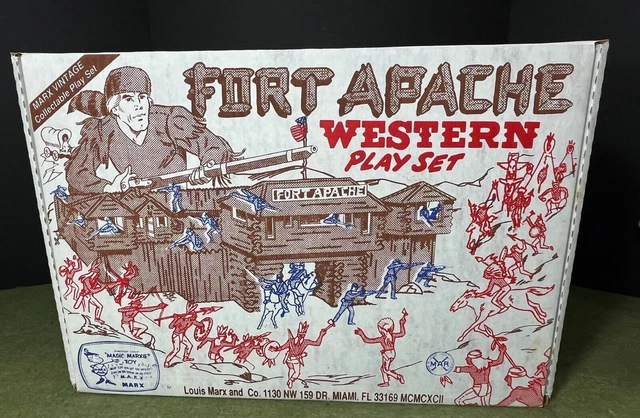 MARX VINTAGE
Collectable Play Set
FORT APACHE
WESTERN
PLAY SET
FORT APACHE
"MAGIC MARXIE"
TOY
MARX
MAR
Louis Marx and Co. 1130 NW 159 DR. MIAMI. FL 33169 MCMXCII